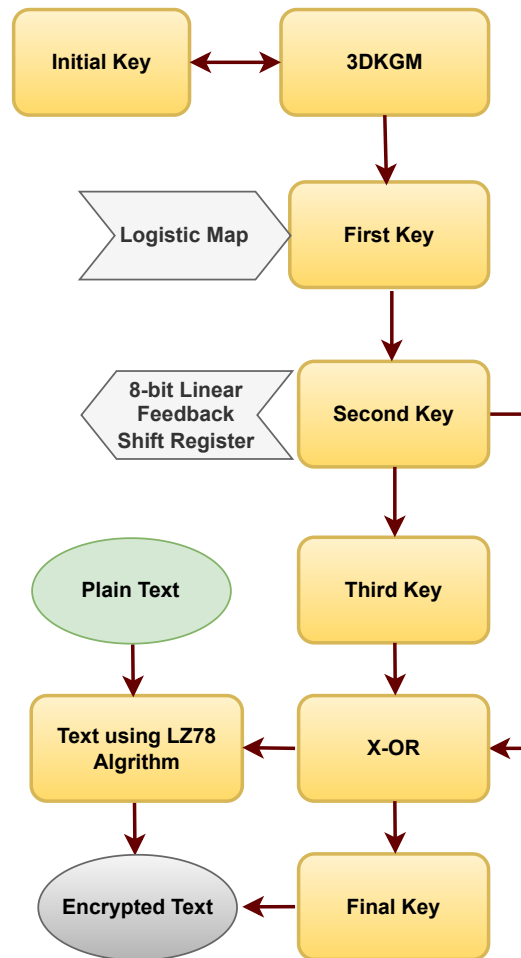 Initial Key
3DKGM
Logistic Map
First Key
8-bit Linear
Feedback
Shift Register
Second Key
Plain Text
Third Key
Text using LZ78
Algrithm
X-OR
Encrypted Text
Final Key